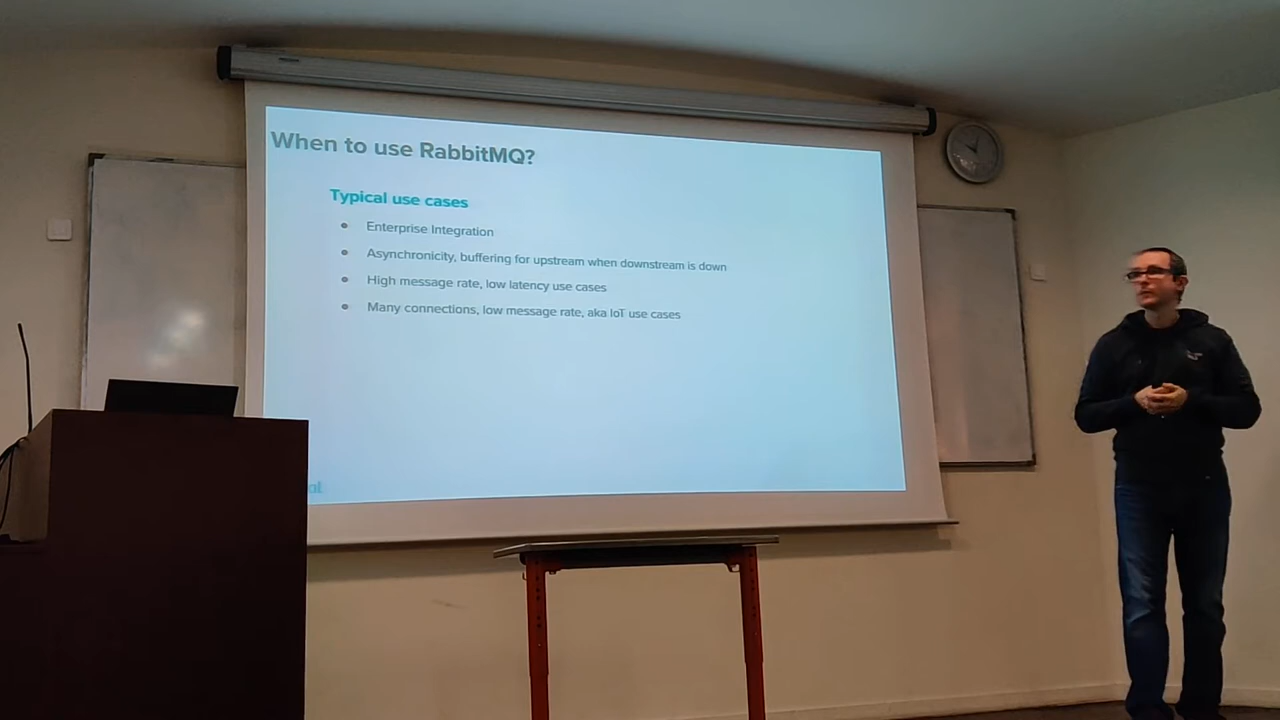 When to use RabbitMQ?
Typical use cases
Enterprise Integration
Asynchronicity, buffering for upstream when downstream is down
High message rate, low latency use cases
Many connections, low message rate, aka IoT use cases